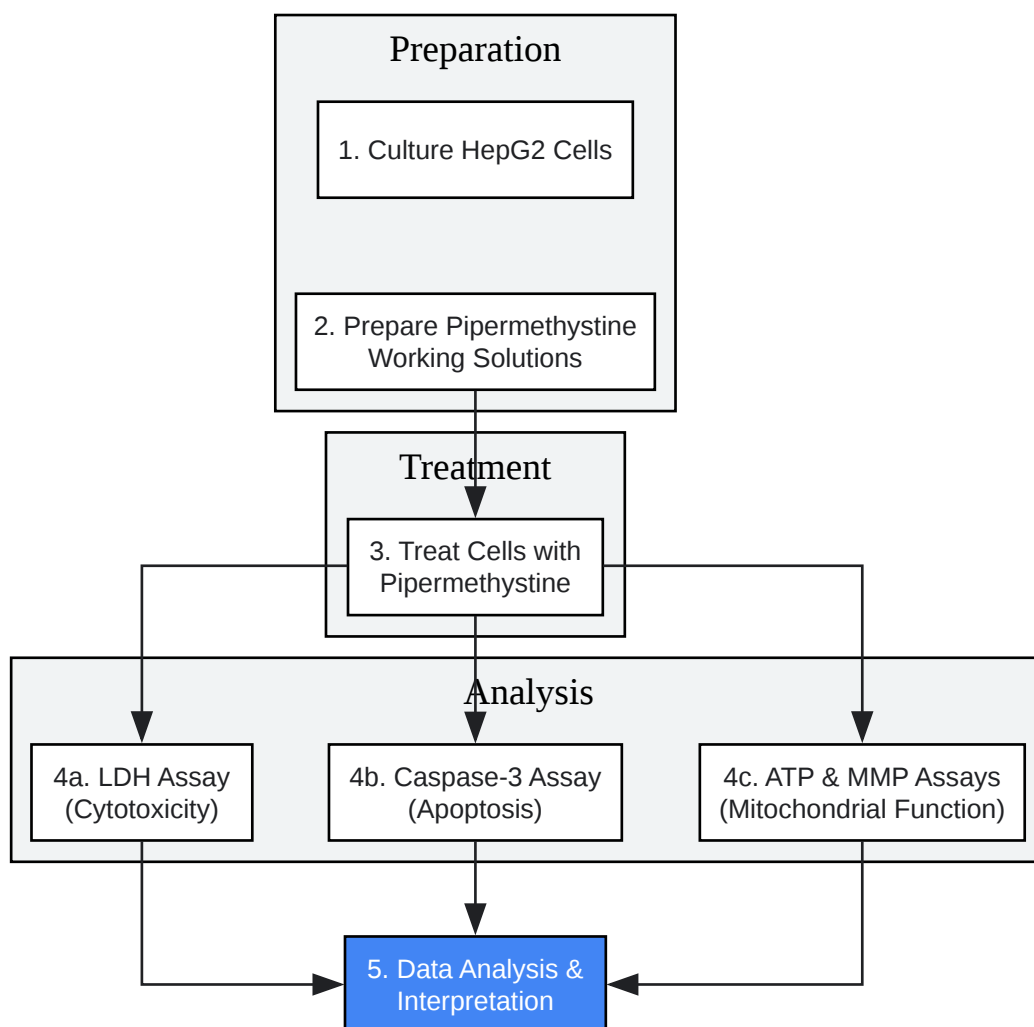 Preparation
1. Culture HepG2 Cells
2. Prepare Pipermethystine
Working Solutions
Treatment
3. Treat Cells with
Pipermethystine
Analysis
4a. LDH Assay
(Cytotoxicity)
4b. Caspase-3 Assay
(Apoptosis)
4c. ATP & MMP Assays
(Mitochondrial Function)
5. Data Analysis &
Interpretation